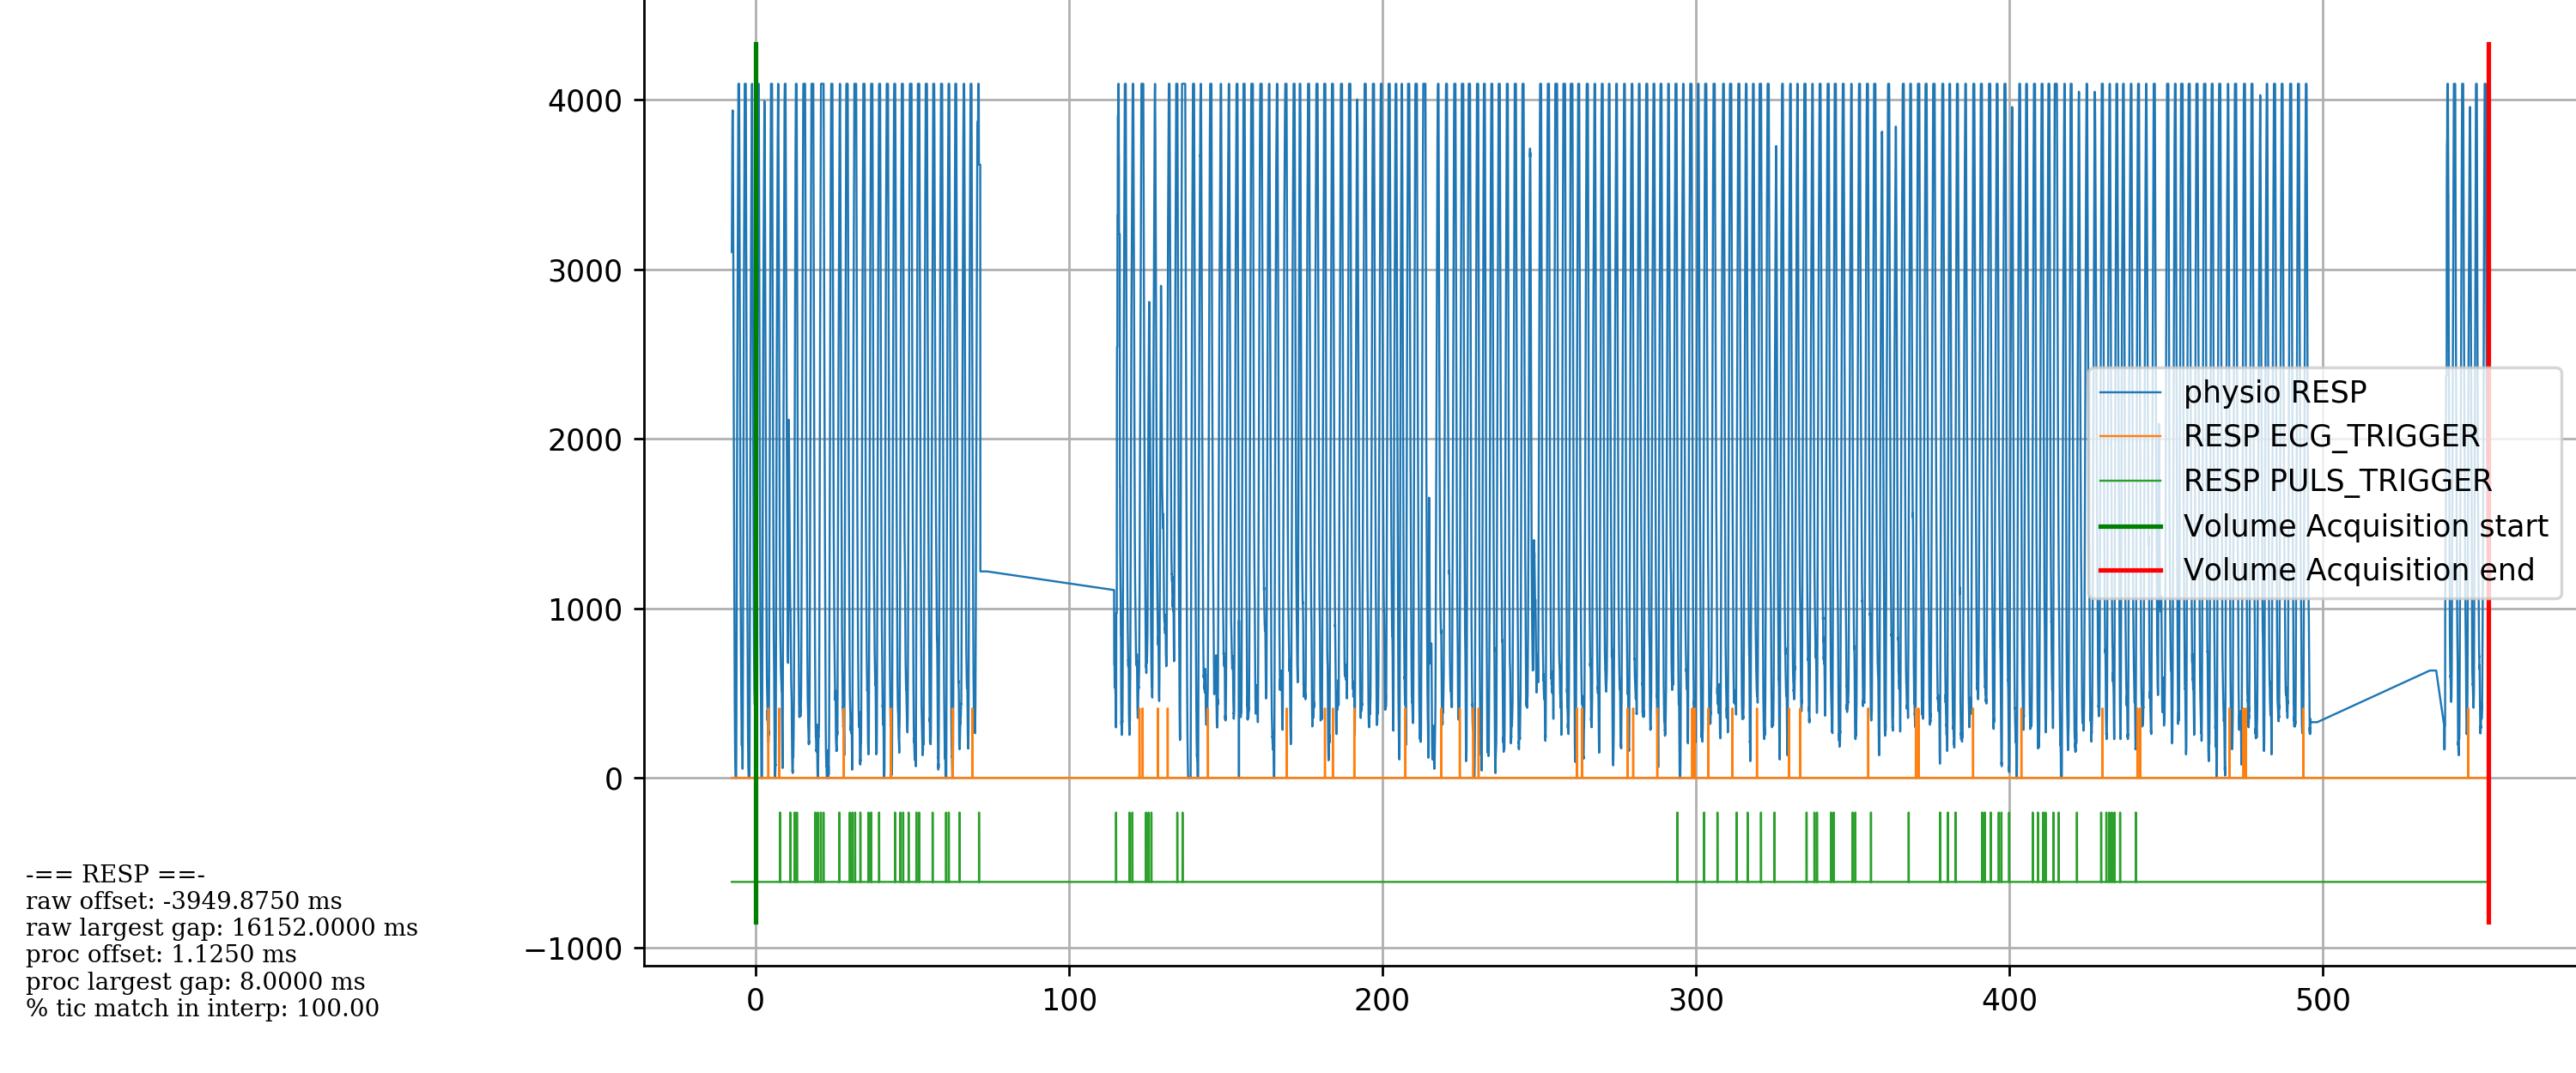 4000
3000
2000
1000
0
−1000
0
100
200
300
400
500
physio RESP
RESP ECG_TRIGGER
RESP PULS_TRIGGER
Volume Acquisition start
Volume Acquisition end
-== RESP ==-
raw offset: -3949.8750 ms
raw largest gap: 16152.0000 ms
proc offset: 1.1250 ms
proc largest gap: 8.0000 ms
% tic match in interp: 100.00